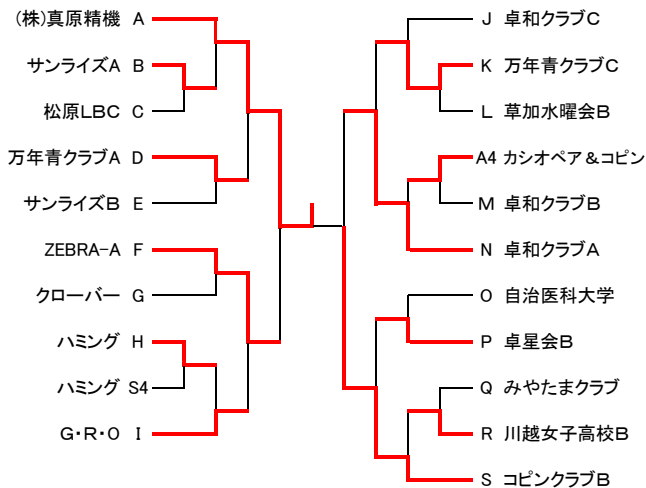 (株)真原精機 A
サンライズA B
松原LBC C
万年青クラブA D
サンライズB E
ZEBRA-A F
クローバー G
ハミング H
ハミング S4
G・R・O I
J 卓和クラブC
K 万年青クラブC
L 草加水曜会B
A4 カシオペア＆コピン
M 卓和クラブB
N 卓和クラブA
O 自治医科大学
P 卓星会B
Q みやたまクラブ
R 川越女子高校B
S コピンクラブB